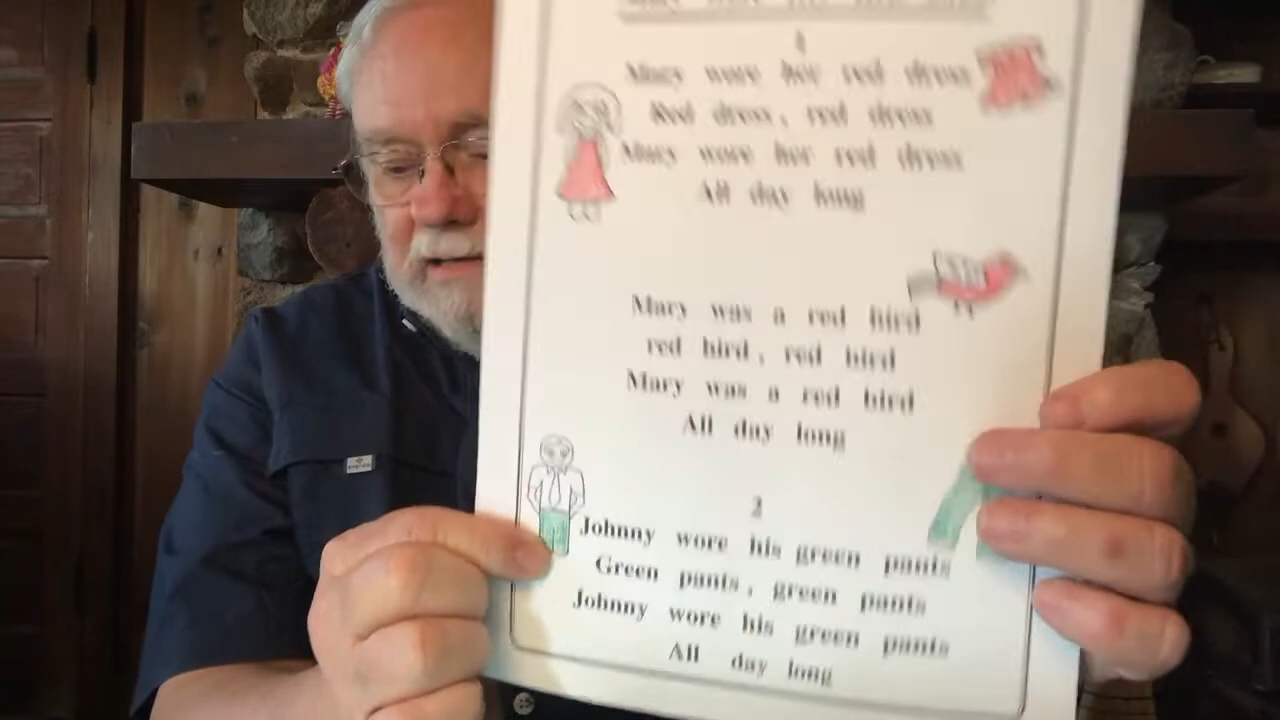 1
Mary wore her red dress
Red dress, red dress
Mary wore her red dress
All day long
Mary was a red bird
red bird, red bird
Mary was a red bird
All day long
2
Johnny wore his green pants
Green pants, green pants
Johnny wore his green pants
All day long